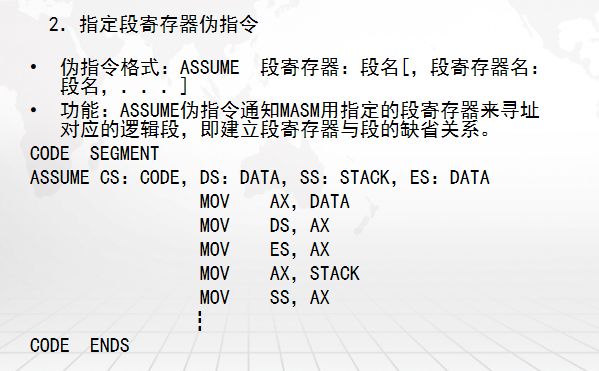 2. 指定段寄存器伪指令
• 伪指令格式: ASSUME 段寄存器: 段名[, 段寄存器名:
段名, . . . ]
• 功能: ASSUME伪指令通知MASM用指定的段寄存器来寻址
对应的逻辑段, 即建立段寄存器与段的缺省关系。
CODE SEGMENT
ASSUME CS: CODE, DS: DATA, SS: STACK, ES: DATA
MOV AX, DATA
MOV DS, AX
MOV ES, AX
MOV AX, STACK
MOV SS, AX
┇
CODE ENDS